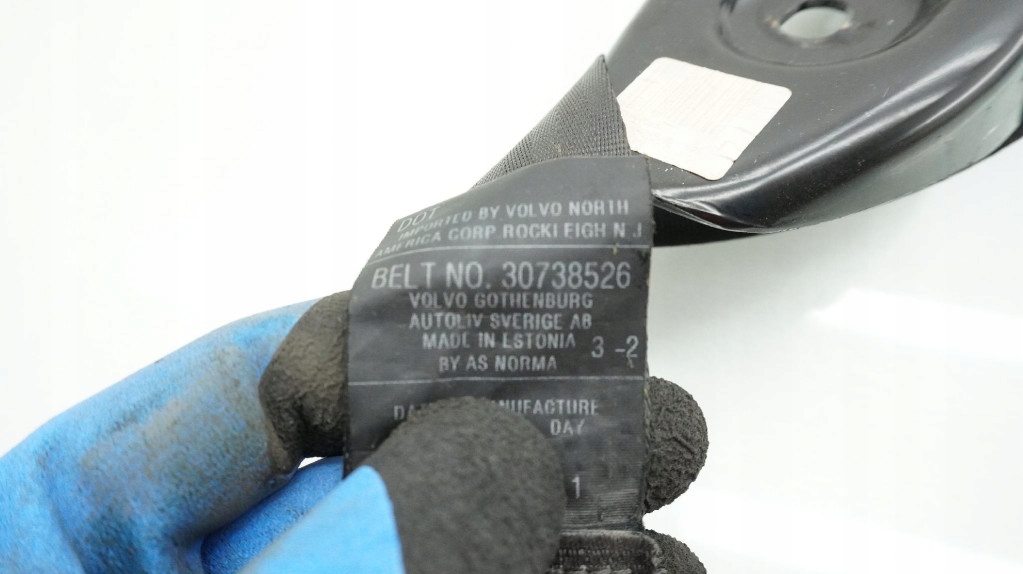 DOT
IMPORTED BY VOLVO NORTH
AMERICA CORP. ROCKLEIGH N J
BELT NO. 30738526
VOLVO GOTHENBURG
AUTOLIV SVERIGE AB
MADE IN ESTONIA 3 -2
BY AS NORMA
DAY
1